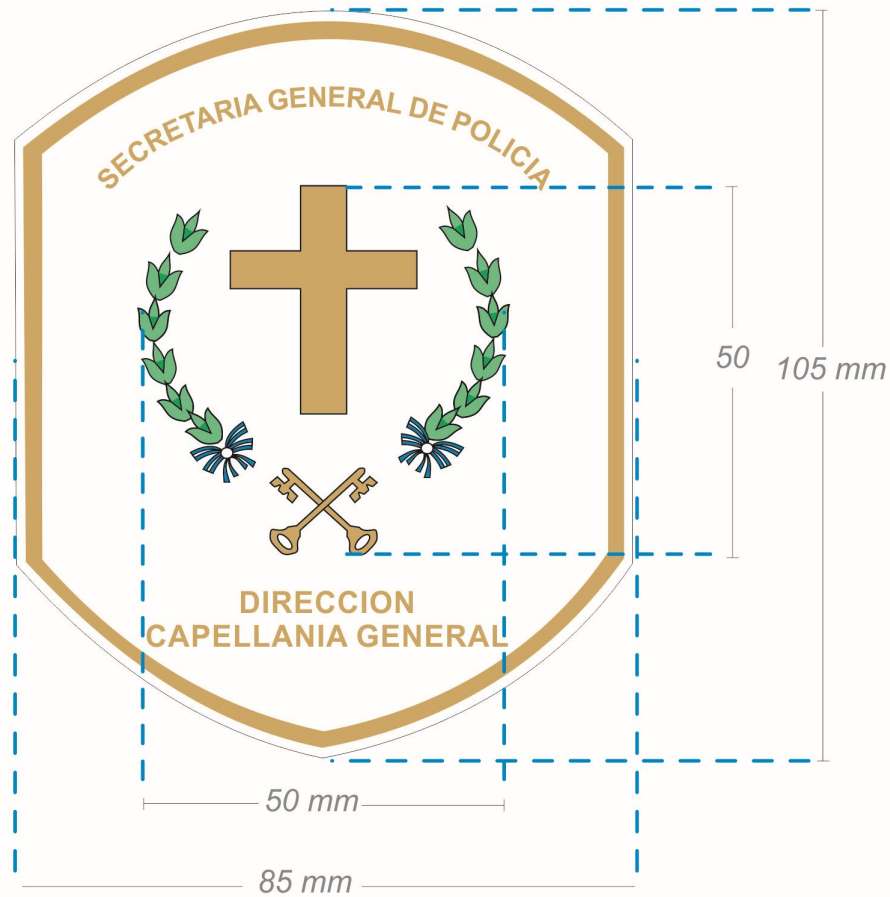 SECRETARIA GENERAL DE POLICIA
50
105 mm
DIRECCION
CAPELLANIA GENERAL
50 mm
85 mm